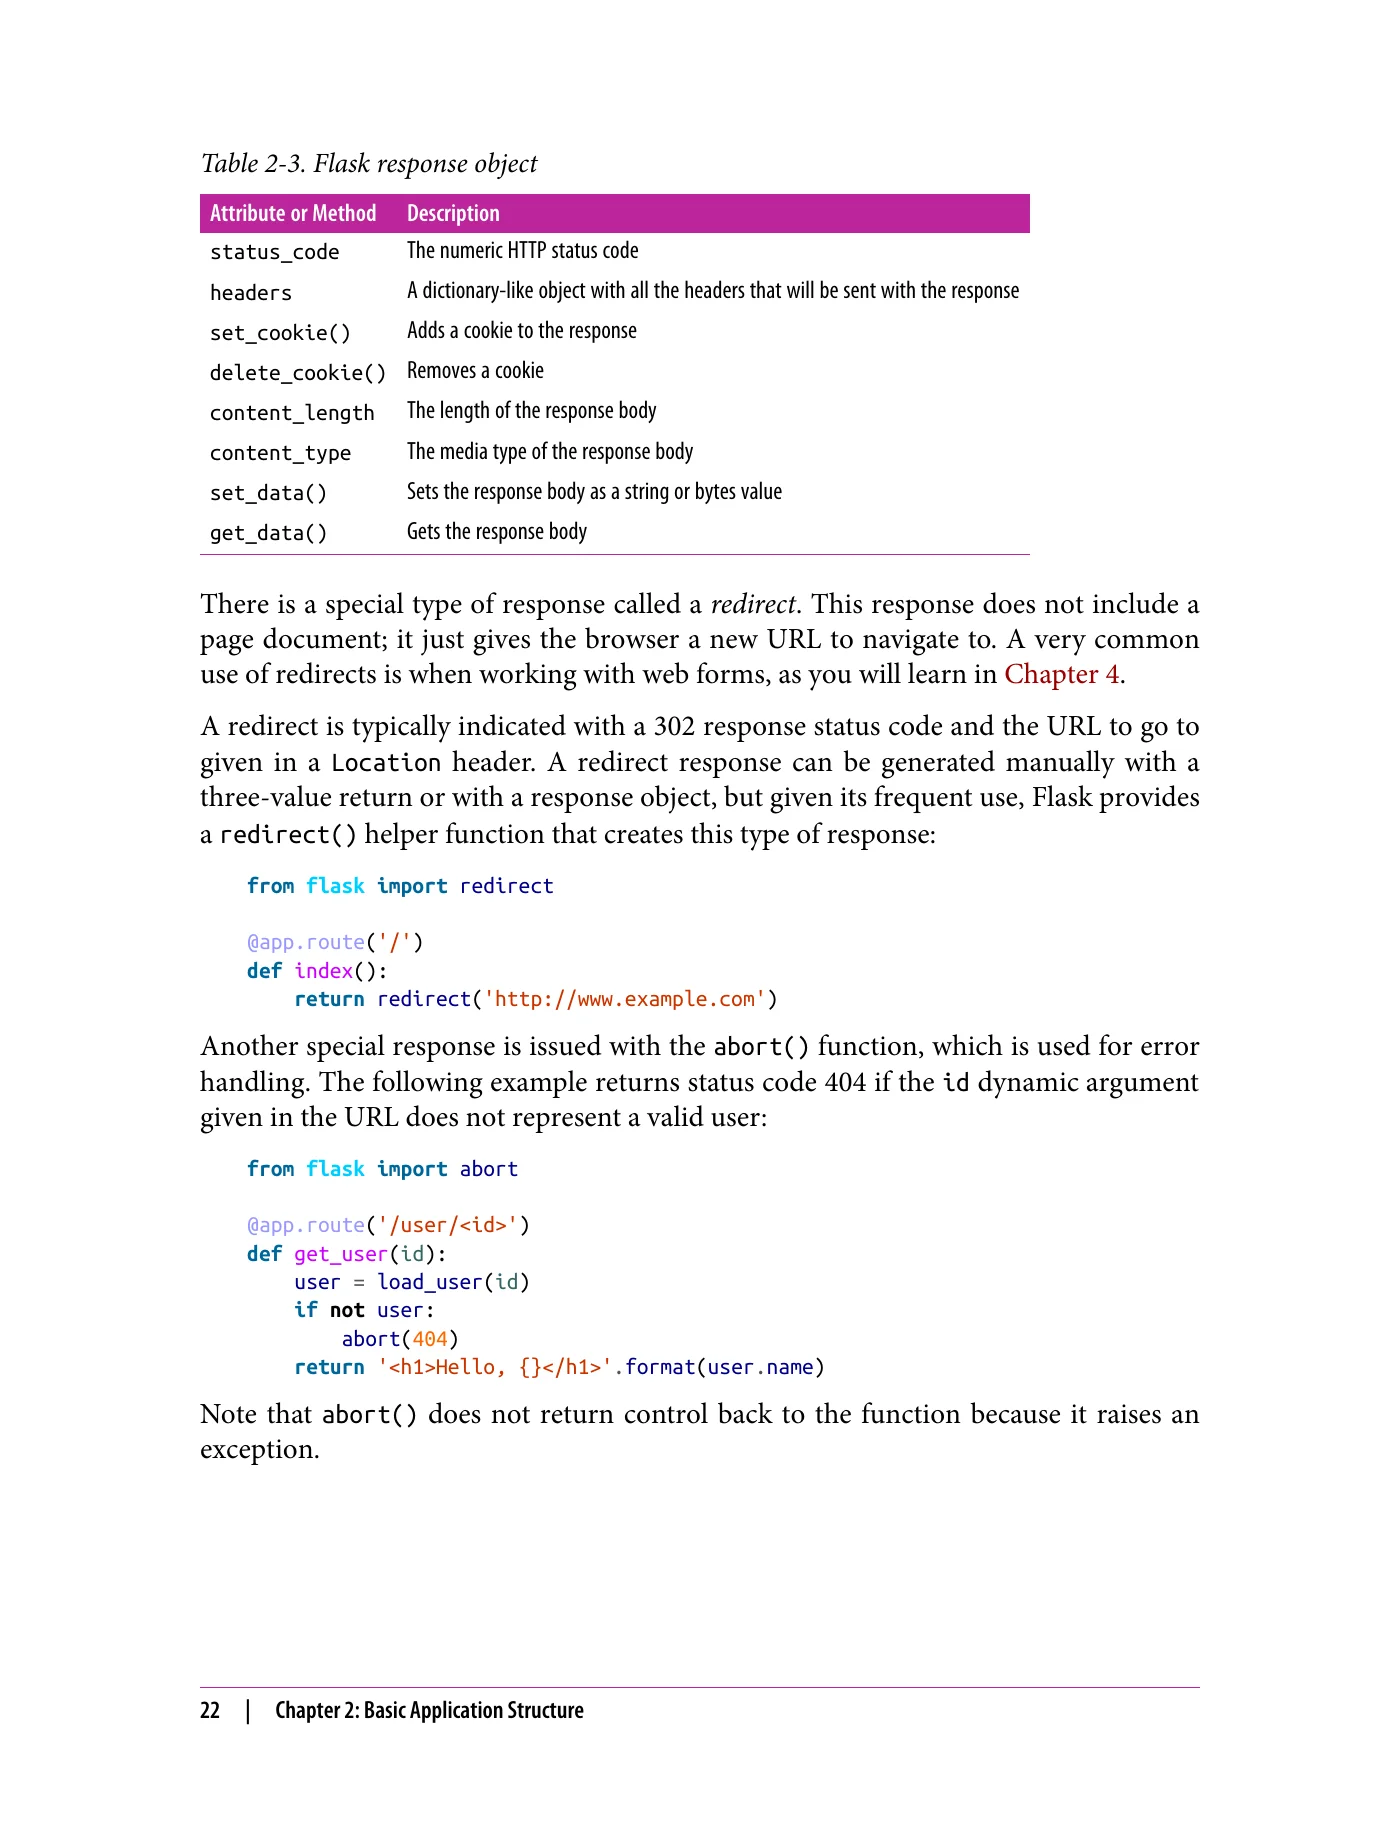 Table 2-3. Flask response object
Attribute or Method Description
status_code The numeric HTTP status code
headers A dictionary-like object with all the headers that will be sent with the response
set_cookie() Adds a cookie to the response
delete_cookie() Removes a cookie
content_length The length of the response body
content_type The media type of the response body
set_data() Sets the response body as a string or bytes value
get_data() Gets the response body
There is a special type of response called a redirect. This response does not include a
page document; it just gives the browser a new URL to navigate to. A very common
use of redirects is when working with web forms, as you will learn in Chapter 4.
A redirect is typically indicated with a 302 response status code and the URL to go to
given in a Location header. A redirect response can be generated manually with a
three-value return or with a response object, but given its frequent use, Flask provides
a redirect() helper function that creates this type of response:
from flask import redirect
@app.route('/')
def index():
    return redirect('http://www.example.com')
Another special response is issued with the abort() function, which is used for error
handling. The following example returns status code 404 if the id dynamic argument
given in the URL does not represent a valid user:
from flask import abort
@app.route('/user/<id>')
def get_user(id):
    user = load_user(id)
    if not user:
        abort(404)
    return '<h1>Hello, {}</h1>'.format(user.name)
Note that abort() does not return control back to the function because it raises an
exception.
22 | Chapter 2: Basic Application Structure